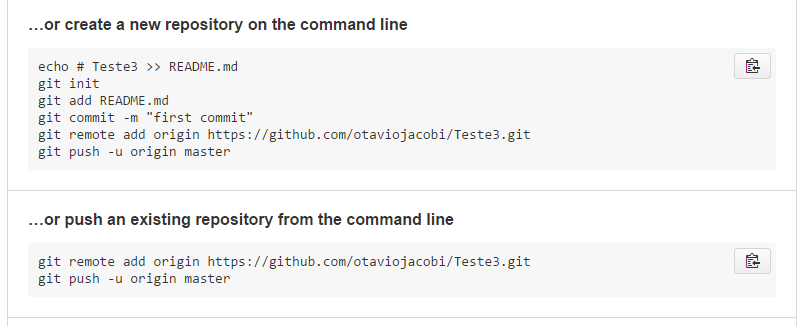 …or create a new repository on the command line
echo # Teste3 >> README.md
git init
git add README.md
git commit -m "first commit"
git remote add origin https://github.com/otaviojacobi/Teste3.git
git push -u origin master
…or push an existing repository from the command line
git remote add origin https://github.com/otaviojacobi/Teste3.git
git push -u origin master